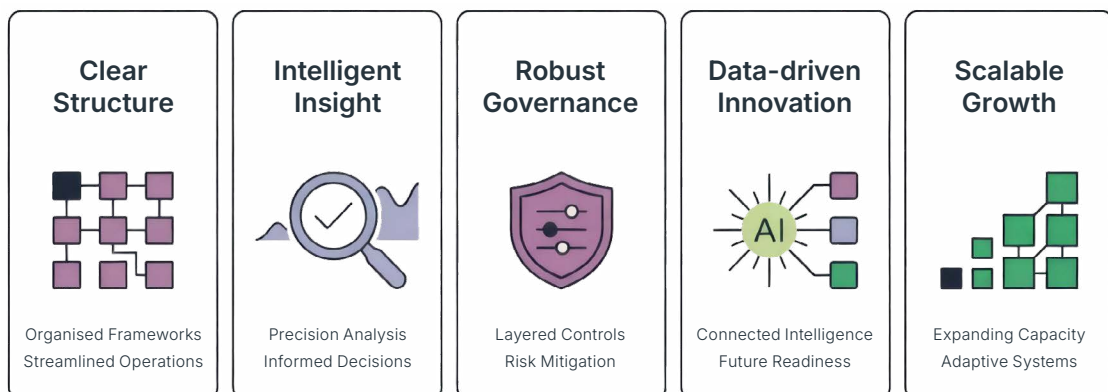 Clear
Structure
Organised Frameworks
Streamlined Operations
Intelligent
Insight
Precision Analysis
Informed Decisions
Robust
Governance
Layered Controls
Risk Mitigation
Data-driven
Innovation
AI
Connected Intelligence
Future Readiness
Scalable
Growth
Expanding Capacity
Adaptive Systems